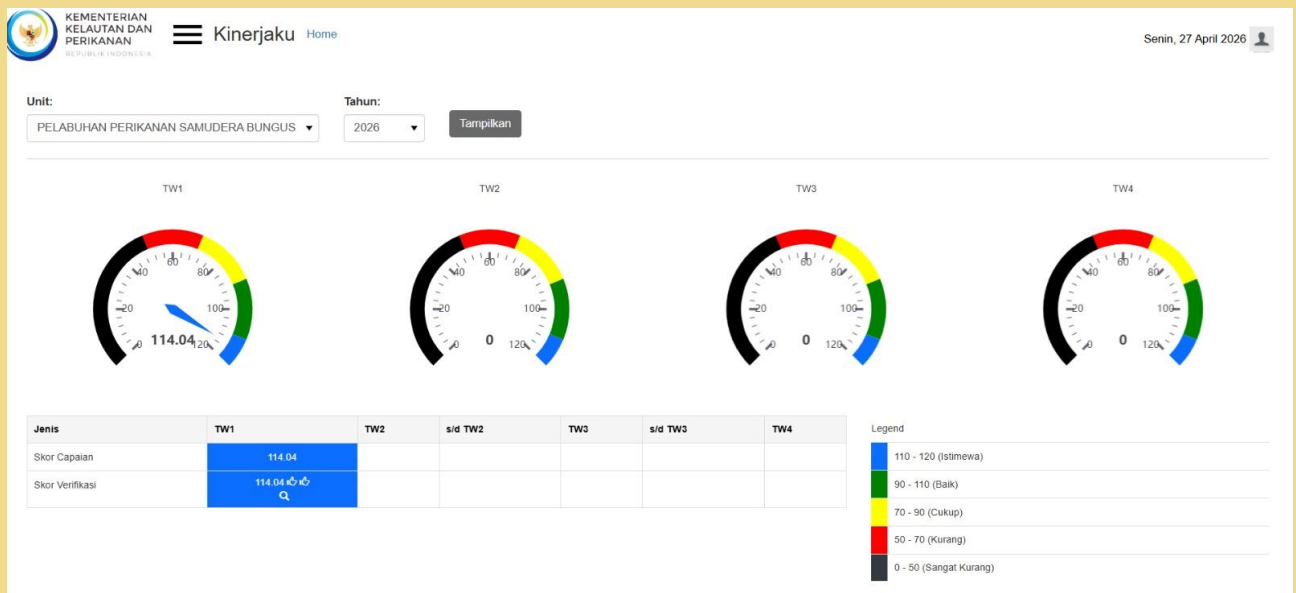 KEMENTERIAN
KELAUTAN DAN
PERIKANAN
REPUBLIK INDONESIA
Kinerjaku Home
Senin, 27 April 2026
Unit: Tahun:
PELABUHAN PERIKANAN SAMUDERA BUNGUS 2026 Tampilkan
TW1 TW2 TW3 TW4
0 20 40 60 80 100 120 114.04
0 20 40 60 80 100 120 0
0 20 40 60 80 100 120 0
0 20 40 60 80 100 120 0
Jenis TW1 TW2 s/d TW2 TW3 s/d TW3 TW4
Skor Capaian 114.04
Skor Verifikasi 114.04
Legend
110 - 120 (Istimewa)
90 - 110 (Baik)
70 - 90 (Cukup)
50 - 70 (Kurang)
0 - 50 (Sangat Kurang)